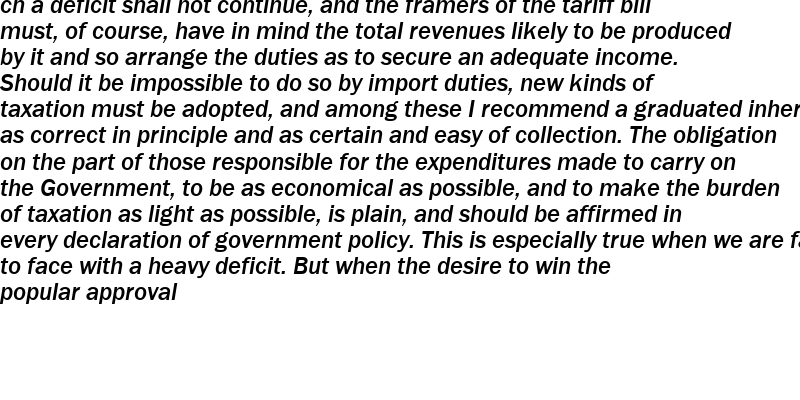 ch a deficit shall not continue, and the framers of the tariff bill
must, of course, have in mind the total revenues likely to be produced
by it and so arrange the duties as to secure an adequate income.
Should it be impossible to do so by import duties, new kinds of
taxation must be adopted, and among these I recommend a graduated inher
as correct in principle and as certain and easy of collection. The obligation
on the part of those responsible for the expenditures made to carry on
the Government, to be as economical as possible, and to make the burden
of taxation as light as possible, is plain, and should be affirmed in
every declaration of government policy. This is especially true when we are fa
to face with a heavy deficit. But when the desire to win the
popular approval